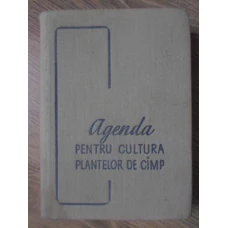 Agenda
PENTRU CULTURA
PLANTELOR DE CÎMP